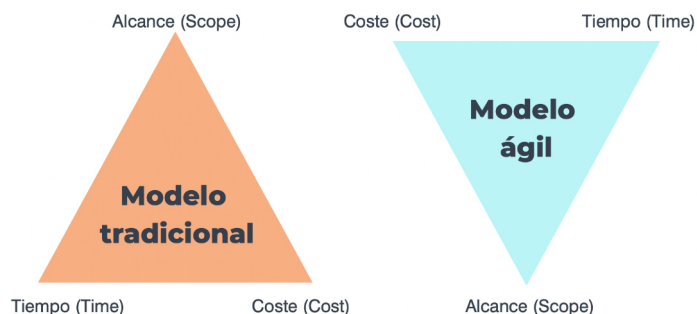 Alcance (Scope)
Modelo
tradicional
Tiempo (Time)
Coste (Cost)
Coste (Cost)
Tiempo (Time)
Modelo
ágil
Alcance (Scope)